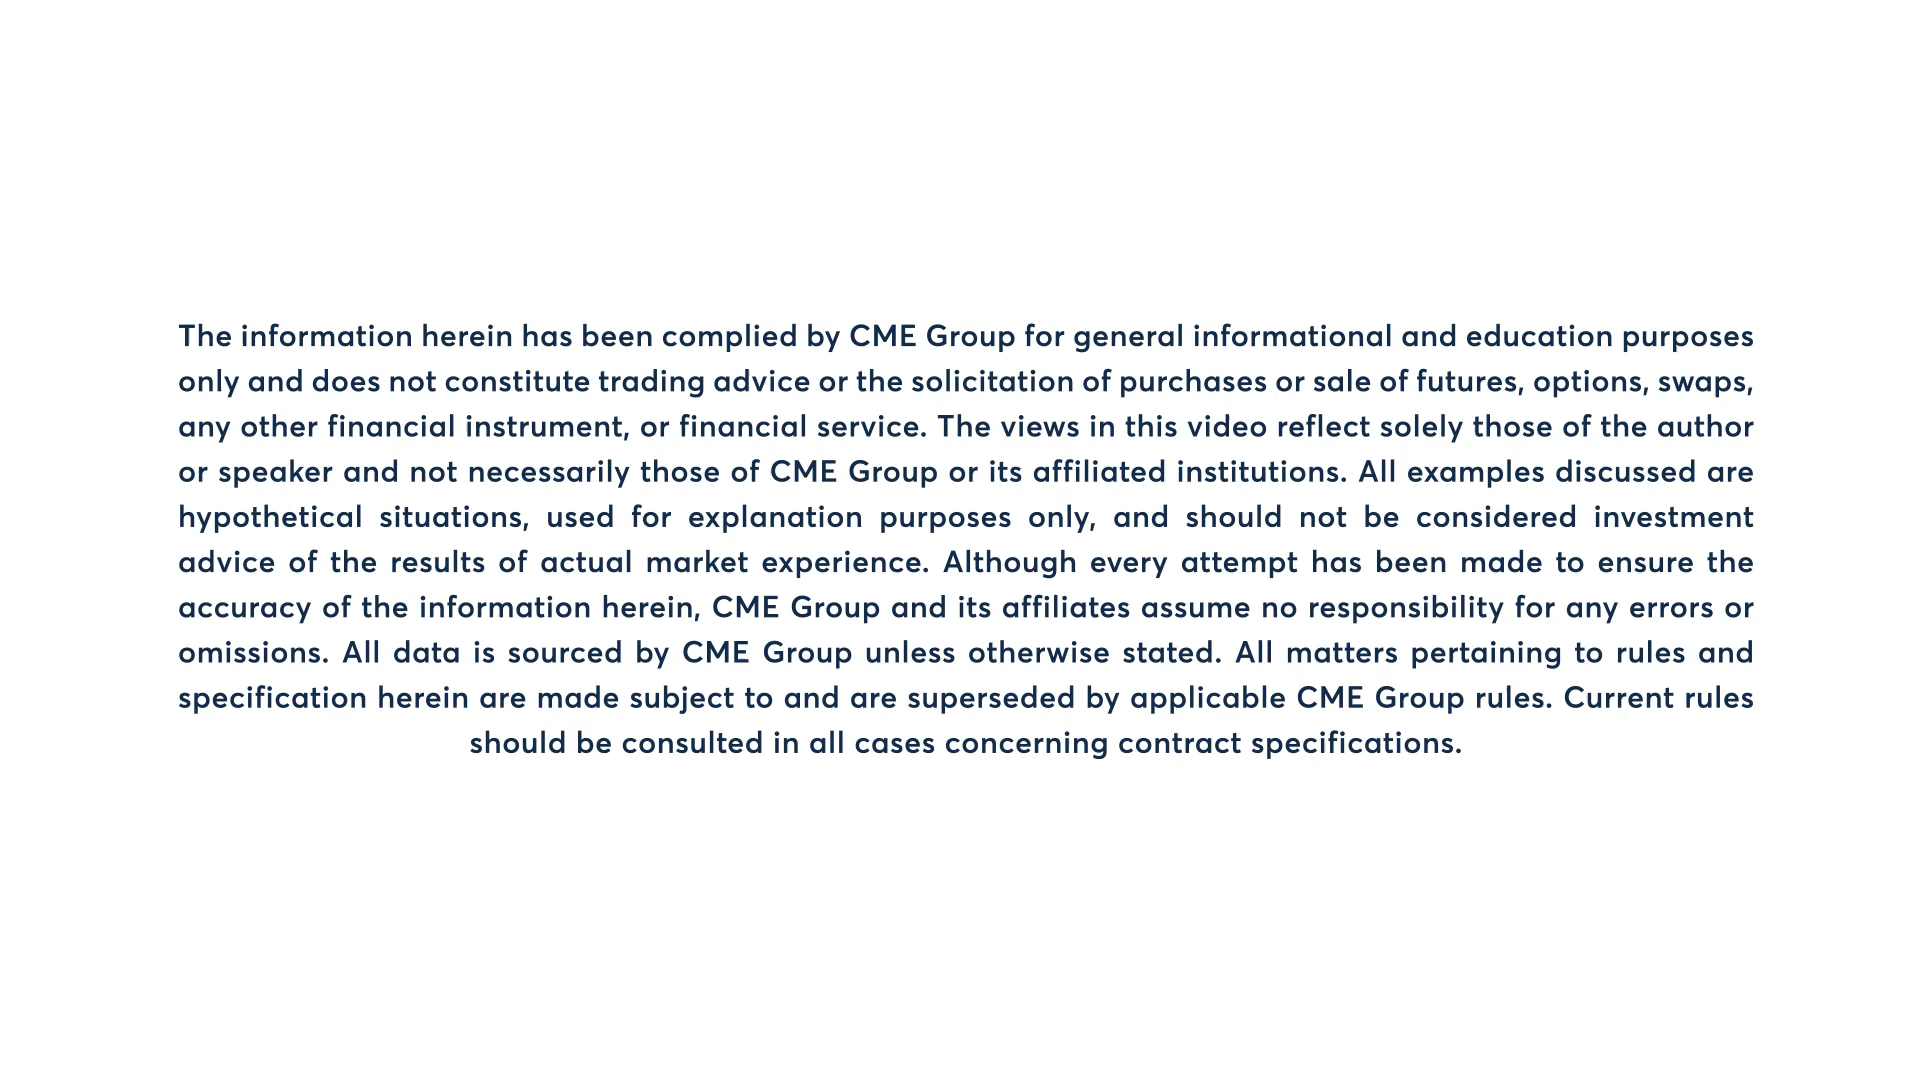 The information herein has been complied by CME Group for general informational and education purposes
only and does not constitute trading advice or the solicitation of purchases or sale of futures, options, swaps,
any other financial instrument, or financial service. The views in this video reflect solely those of the author
or speaker and not necessarily those of CME Group or its affiliated institutions. All examples discussed are
hypothetical situations, used for explanation purposes only, and should not be considered investment
advice of the results of actual market experience. Although every attempt has been made to ensure the
accuracy of the information herein, CME Group and its affiliates assume no responsibility for any errors or
omissions. All data is sourced by CME Group unless otherwise stated. All matters pertaining to rules and
specification herein are made subject to and are superseded by applicable CME Group rules. Current rules
should be consulted in all cases concerning contract specifications.